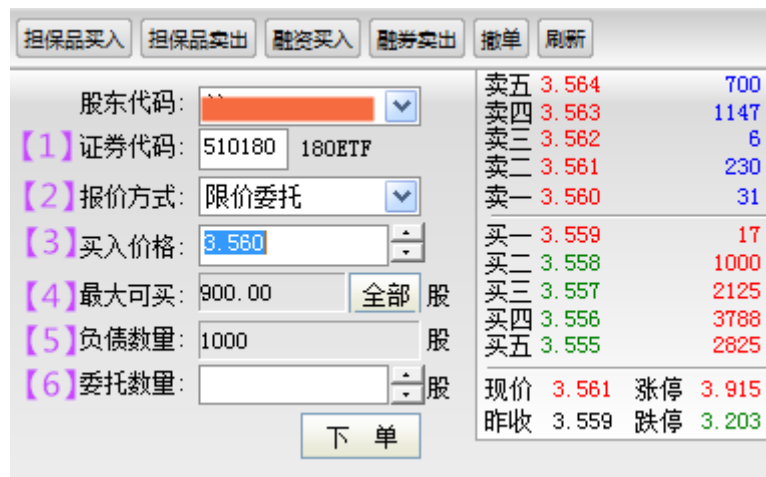 担保品买入 担保品卖出 融资买入 融券卖出 撤单 刷新
股东代码:
【1】证券代码: 510180 180ETF
【2】报价方式: 限价委托
【3】买入价格: 3.560
【4】最大可买: 900.00 全部 股
【5】负债数量: 1000 股
【6】委托数量: 股
下 单
卖五 3.564 700
卖四 3.563 1147
卖三 3.562 6
卖二 3.561 230
卖一 3.560 31
买一 3.559 17
买二 3.558 1000
买三 3.557 2125
买四 3.556 3788
买五 3.555 2825
现价 3.561 涨停 3.915
昨收 3.559 跌停 3.203